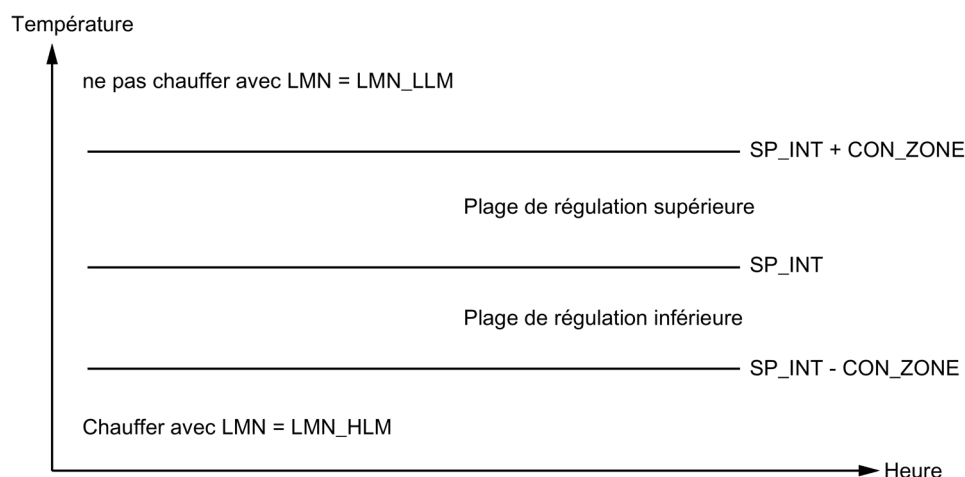 Température
ne pas chauffer avec LMN = LMN_LLM
SP_INT + CON_ZONE
Plage de régulation supérieure
SP_INT
Plage de régulation inférieure
SP_INT - CON_ZONE
Chauffer avec LMN = LMN_HLM
Heure